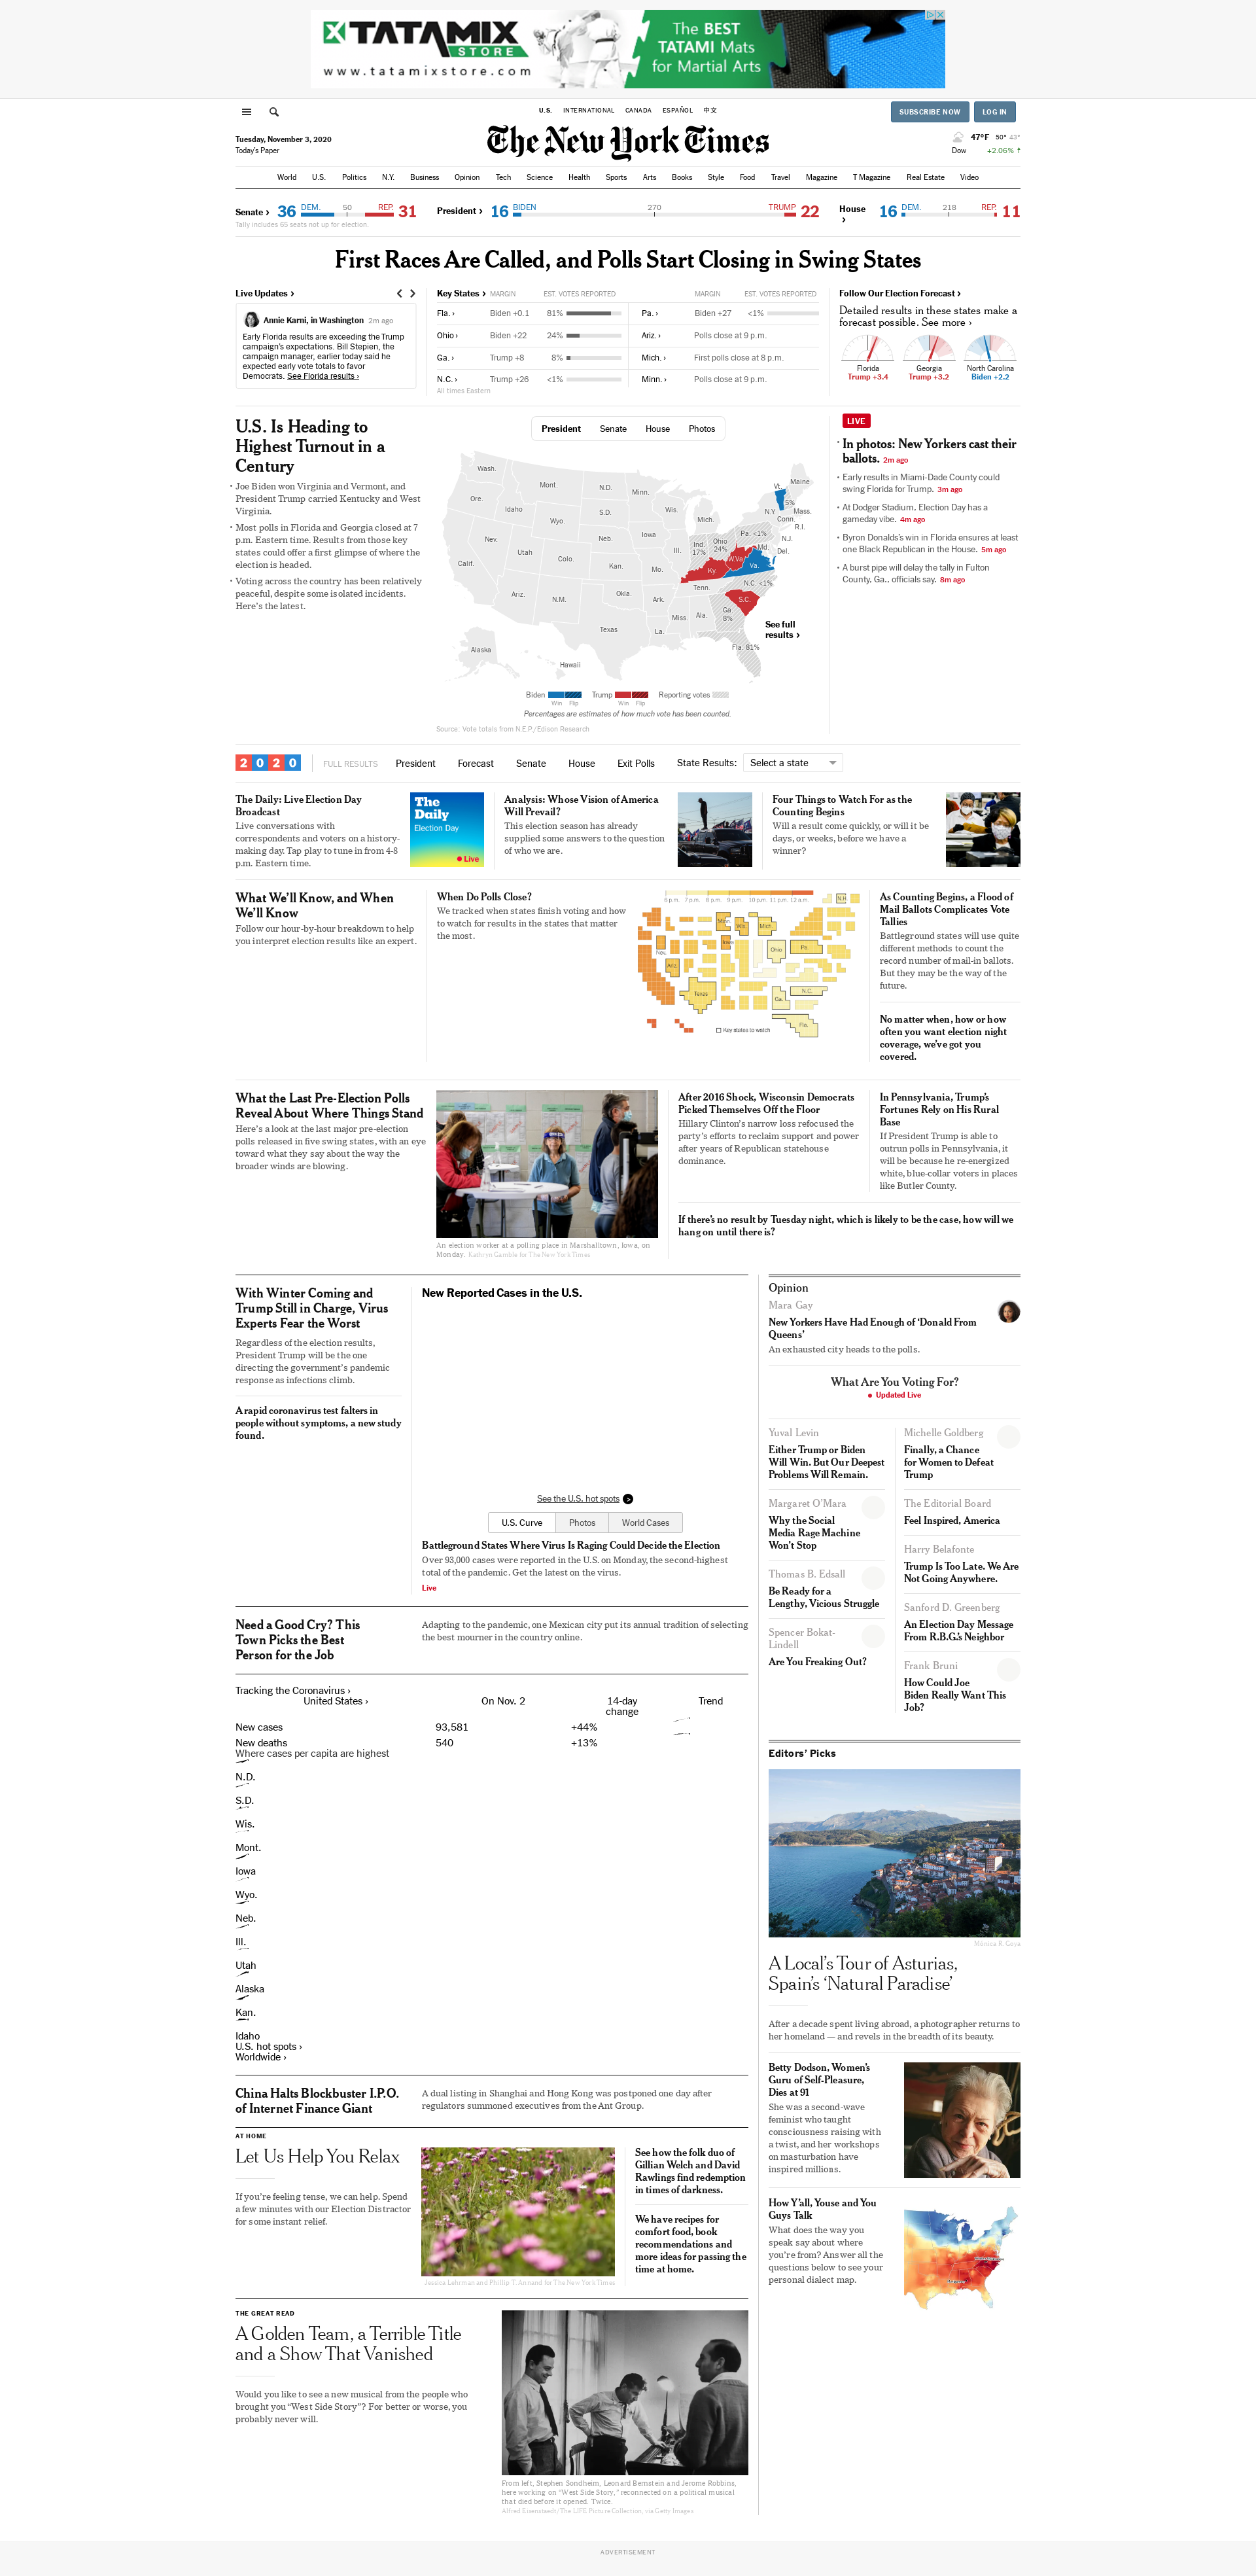 TATAMIX
STORE
www.tatamixstore.com
The BEST
TATAMI Mats
for Martial Arts
U.S. INTERNATIONAL CANADA ESPAÑOL 中文
SUBSCRIBE NOW LOG IN
Tuesday, November 3, 2020
Today's Paper
The New York Times
47°F 50° 43°
Dow +2.06% ↑
World U.S. Politics N.Y. Business Opinion Tech Science Health Sports Arts Books Style Food Travel Magazine T Magazine Real Estate Video
Senate › 36 DEM. 50 REP. 31
Tally includes 65 seats not up for election.
President › 16 BIDEN 270 TRUMP 22
House › 16 DEM. 218 REP. 11
First Races Are Called, and Polls Start Closing in Swing States
Live Updates ›
Annie Karni, in Washington 2m ago
Early Florida results are exceeding the Trump
campaign's expectations. Bill Stepien, the
campaign manager, earlier today said he
expected early vote totals to favor
Democrats. See Florida results ›
Key States › MARGIN EST. VOTES REPORTED MARGIN EST. VOTES REPORTED
Fla. › Biden +0.1 81% Pa. › Biden +27 <1%
Ohio › Biden +22 24% Ariz. › Polls close at 9 p.m.
Ga. › Trump +8 8% Mich. › First polls close at 8 p.m.
N.C. › Trump +26 <1% Minn. › Polls close at 9 p.m.
All times Eastern
Follow Our Election Forecast ›
Detailed results in these states make a
forecast possible. See more ›
Florida Georgia North Carolina
Trump +3.4 Trump +3.2 Biden +2.2
U.S. Is Heading to
Highest Turnout in a
Century
• Joe Biden won Virginia and Vermont, and
President Trump carried Kentucky and West
Virginia.
• Most polls in Florida and Georgia closed at 7
p.m. Eastern time. Results from those key
states could offer a first glimpse of where the
election is headed.
• Voting across the country has been relatively
peaceful, despite some isolated incidents.
Here's the latest.
President Senate House Photos
Wash.
Mont.
N.D.
Minn.
Vt.
Maine
Ore.
Idaho
S.D.
Wis.
Mich.
N.Y.
5%
Mass.
Conn.
R.I.
Wyo.
Nev.
Neb.
Iowa
Ill.
Ind.
17%
Ohio
24%
Pa. <1%
N.J.
Md.
Del.
Utah
Colo.
Calif.
Kan.
Mo.
Ky.
W.Va.
Va.
N.C. <1%
Tenn.
Ariz.
N.M.
Okla.
Ark.
S.C.
Miss.
Ala.
Ga.
8%
Texas
La.
Fla. 81%
Alaska
Hawaii
See full
results ›
Biden Trump Reporting votes
Win Flip Win Flip
Percentages are estimates of how much vote has been counted.
Source: Vote totals from N.E.P./Edison Research
LIVE
• In photos: New Yorkers cast their
ballots. 2m ago
• Early results in Miami-Dade County could
swing Florida for Trump. 3m ago
• At Dodger Stadium, Election Day has a
gameday vibe. 4m ago
• Byron Donalds's win in Florida ensures at least
one Black Republican in the House. 5m ago
• A burst pipe will delay the tally in Fulton
County, Ga., officials say. 8m ago
2020 FULL RESULTS President Forecast Senate House Exit Polls State Results: Select a state
The Daily: Live Election Day
Broadcast
Live conversations with
correspondents and voters on a history-
making day. Tap play to tune in from 4-8
p.m. Eastern time.
The
Daily
Election Day
Live
Analysis: Whose Vision of America
Will Prevail?
This election season has already
supplied some answers to the question
of who we are.
Four Things to Watch For as the
Counting Begins
Will a result come quickly, or will it be
days, or weeks, before we have a
winner?
What We'll Know, and When
We'll Know
Follow our hour-by-hour breakdown to help
you interpret election results like an expert.
When Do Polls Close?
We tracked when states finish voting and how
to watch for results in the states that matter
the most.
6 p.m. 7 p.m. 8 p.m. 9 p.m. 10 p.m. 11 p.m. 12 a.m.
N.H.
Minn.
Wis.
Mich.
Iowa
Nev.
Ohio
Pa.
Ariz.
Texas
N.C.
Ga.
Fla.
Key states to watch
As Counting Begins, a Flood of
Mail Ballots Complicates Vote
Tallies
Battleground states will use quite
different methods to count the
record number of mail-in ballots.
But they may be the way of the
future.
No matter when, how or how
often you want election night
coverage, we've got you
covered.
What the Last Pre-Election Polls
Reveal About Where Things Stand
Here's a look at the last major pre-election
polls released in five swing states, with an eye
toward what they say about the way the
broader winds are blowing.
An election worker at a polling place in Marshalltown, Iowa, on
Monday. Kathryn Gamble for The New York Times
After 2016 Shock, Wisconsin Democrats
Picked Themselves Off the Floor
Hillary Clinton's narrow loss refocused the
party's efforts to reclaim support and power
after years of Republican statehouse
dominance.
In Pennsylvania, Trump's
Fortunes Rely on His Rural
Base
If President Trump is able to
outrun polls in Pennsylvania, it
will be because he re-energized
white, blue-collar voters in places
like Butler County.
If there's no result by Tuesday night, which is likely to be the case, how will we
hang on until there is?
With Winter Coming and
Trump Still in Charge, Virus
Experts Fear the Worst
Regardless of the election results,
President Trump will be the one
directing the government's pandemic
response as infections climb.
A rapid coronavirus test falters in
people without symptoms, a new study
found.
New Reported Cases in the U.S.
See the U.S. hot spots
U.S. Curve Photos World Cases
Battleground States Where Virus Is Raging Could Decide the Election
Over 93,000 cases were reported in the U.S. on Monday, the second-highest
total of the pandemic. Get the latest on the virus.
Live
Need a Good Cry? This
Town Picks the Best
Person for the Job
Adapting to the pandemic, one Mexican city put its annual tradition of selecting
the best mourner in the country online.
Tracking the Coronavirus ›
United States › On Nov. 2 14-day
change Trend
New cases 93,581 +44%
New deaths 540 +13%
Where cases per capita are highest
N.D.
S.D.
Wis.
Mont.
Iowa
Wyo.
Neb.
Ill.
Utah
Alaska
Kan.
Idaho
U.S. hot spots ›
Worldwide ›
China Halts Blockbuster I.P.O.
of Internet Finance Giant
A dual listing in Shanghai and Hong Kong was postponed one day after
regulators summoned executives from the Ant Group.
AT HOME
Let Us Help You Relax
If you're feeling tense, we can help. Spend
a few minutes with our Election Distractor
for some instant relief.
Jessica Lehrman and Phillip T. Annand for The New York Times
See how the folk duo of
Gillian Welch and David
Rawlings find redemption
in times of darkness.
We have recipes for
comfort food, book
recommendations and
more ideas for passing the
time at home.
THE GREAT READ
A Golden Team, a Terrible Title
and a Show That Vanished
Would you like to see a new musical from the people who
brought you "West Side Story"? For better or worse, you
probably never will.
From left, Stephen Sondheim, Leonard Bernstein and Jerome Robbins,
here working on "West Side Story," reconnected on a political musical
that died before it opened. Twice.
Alfred Eisenstaedt/The LIFE Picture Collection, via Getty Images
Opinion
Mara Gay
New Yorkers Have Had Enough of 'Donald From
Queens'
An exhausted city heads to the polls.
What Are You Voting For?
Updated Live
Yuval Levin
Either Trump or Biden
Will Win. But Our Deepest
Problems Will Remain.
Margaret O'Mara
Why the Social
Media Rage Machine
Won't Stop
Thomas B. Edsall
Be Ready for a
Lengthy, Vicious Struggle
Spencer Bokat-
Lindell
Are You Freaking Out?
Michelle Goldberg
Finally, a Chance
for Women to Defeat
Trump
The Editorial Board
Feel Inspired, America
Harry Belafonte
Trump Is Too Late. We Are
Not Going Anywhere.
Sanford D. Greenberg
An Election Day Message
From R.B.G.'s Neighbor
Frank Bruni
How Could Joe
Biden Really Want This
Job?
Editors' Picks
Mónica R. Goya
A Local's Tour of Asturias,
Spain's 'Natural Paradise'
After a decade spent living abroad, a photographer returns to
her homeland — and revels in the breadth of its beauty.
Betty Dodson, Women's
Guru of Self-Pleasure,
Dies at 91
She was a second-wave
feminist who taught
consciousness raising with
a twist, and her workshops
on masturbation have
inspired millions.
How Y'all, Youse and You
Guys Talk
What does the way you
speak say about where
you're from? Answer all the
questions below to see your
personal dialect map.
ADVERTISEMENT